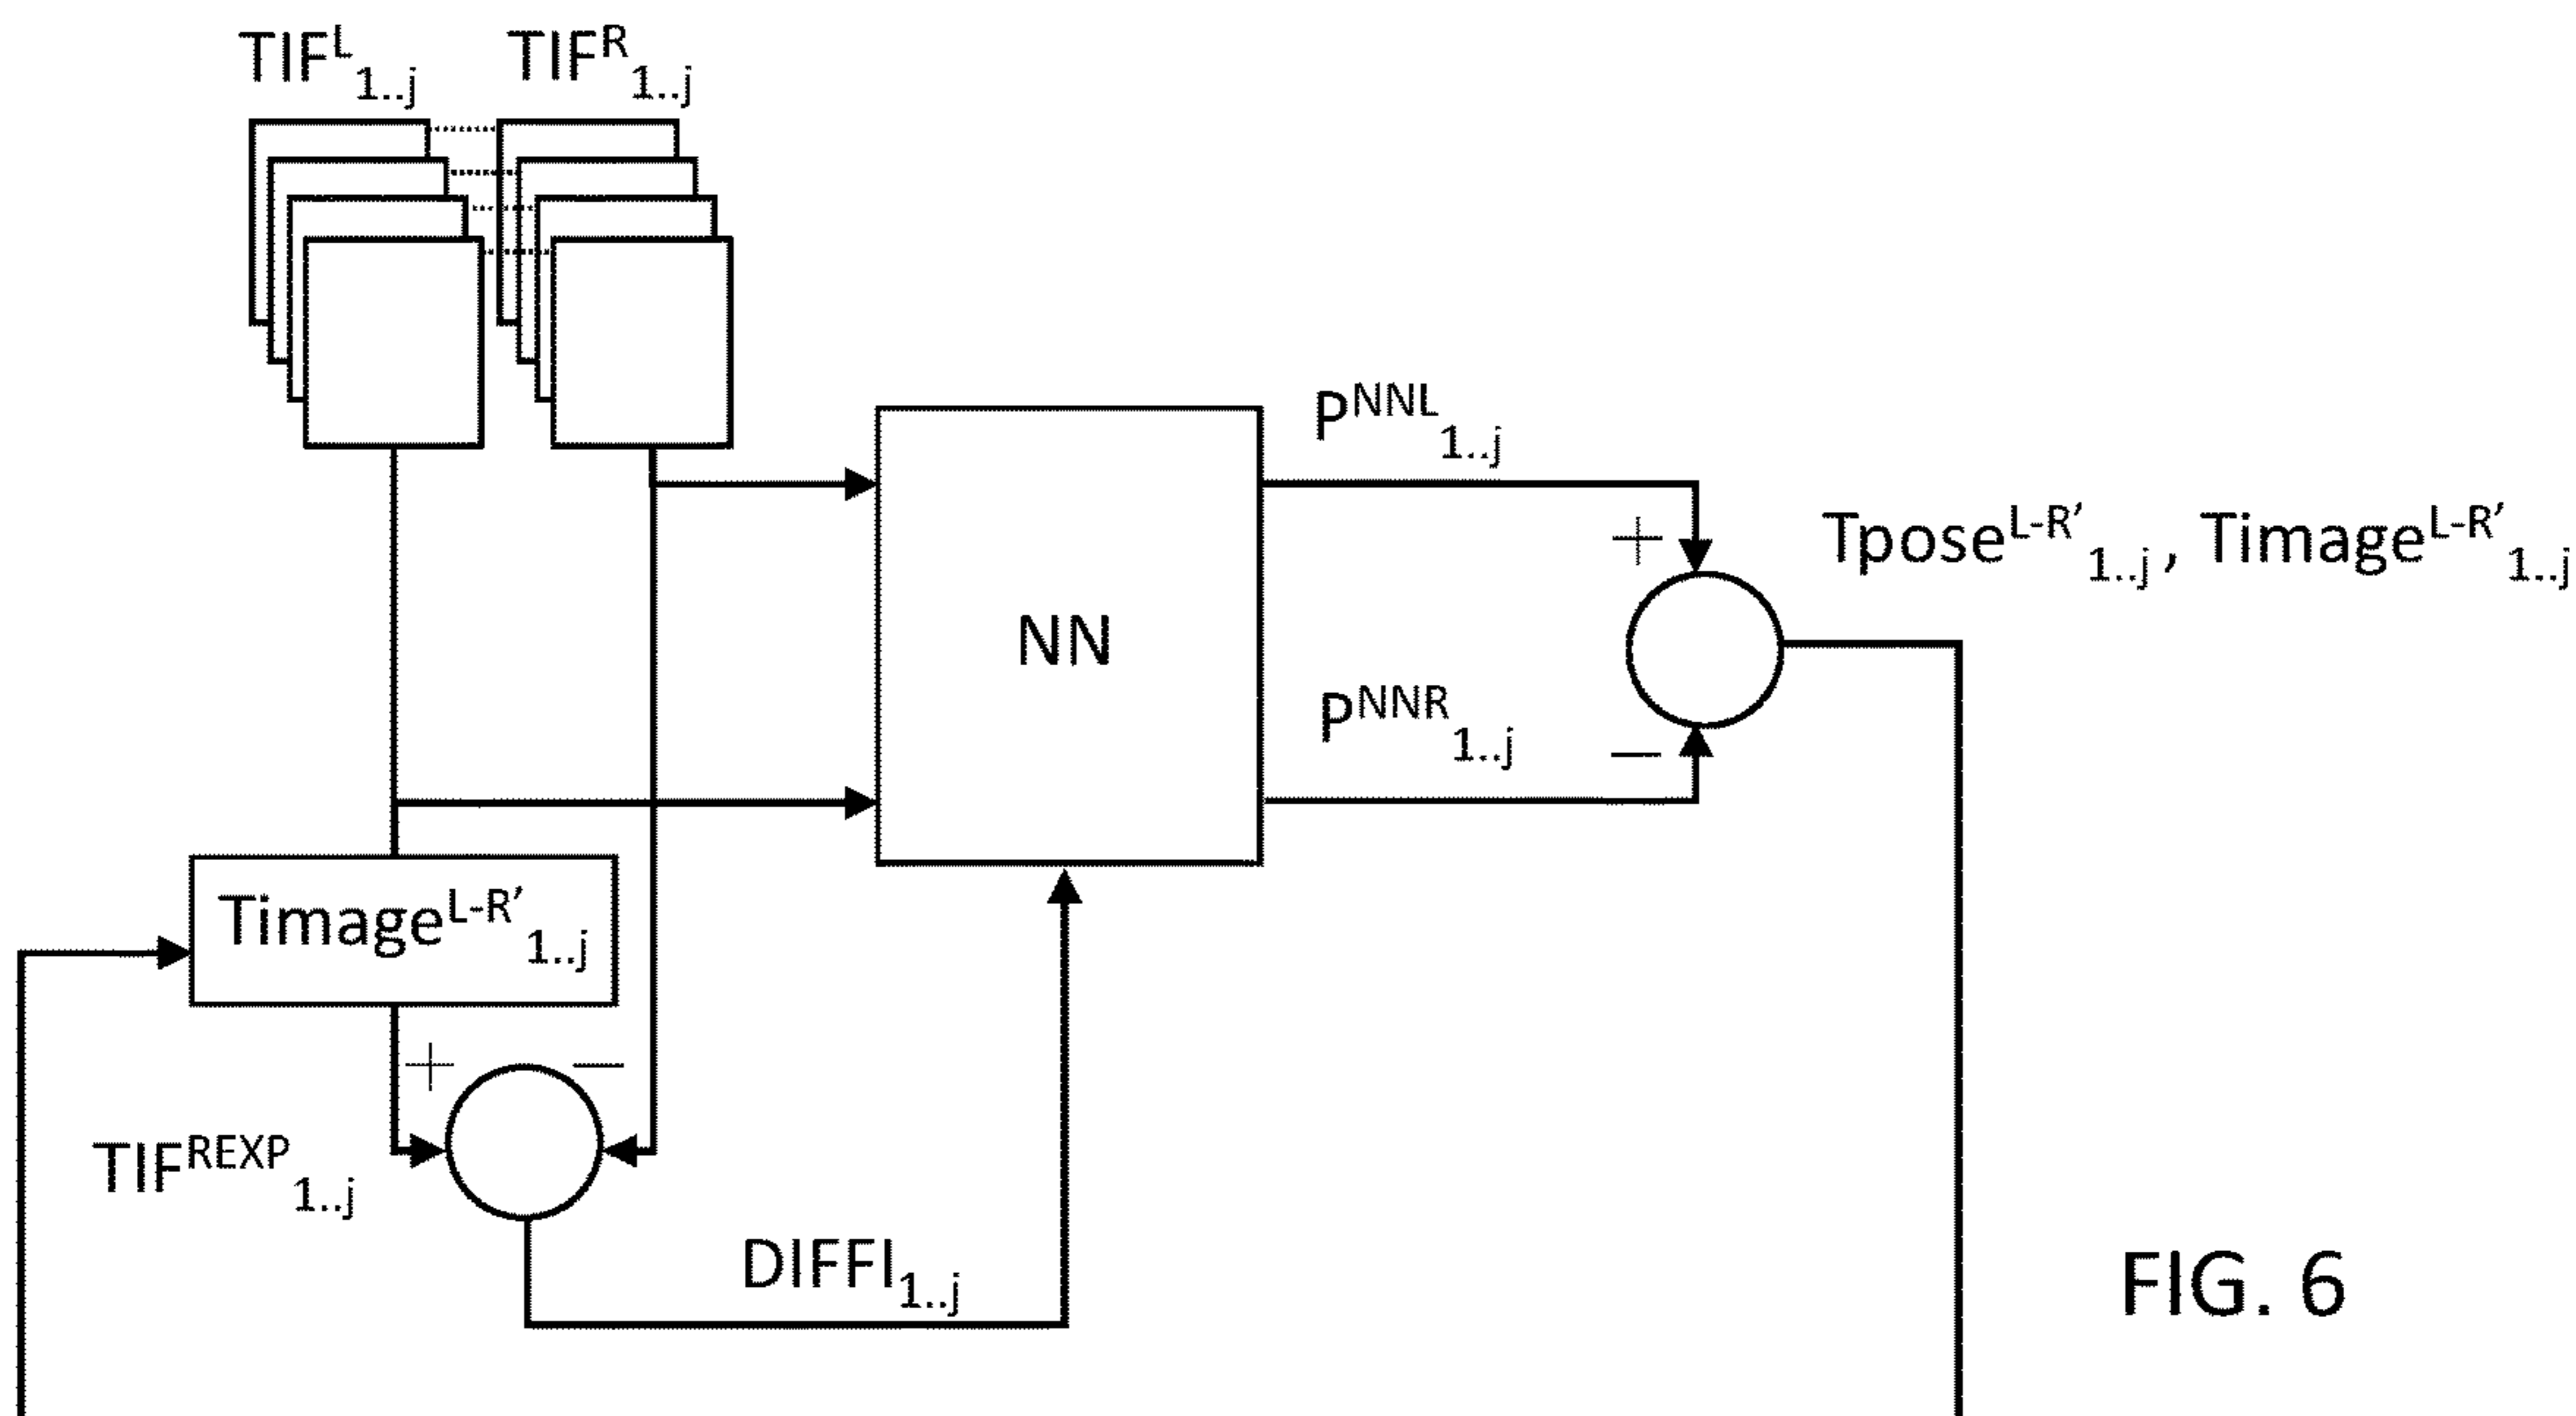 TIF^L_1..j TIF^R_1..j
P^NNL_1..j
+
Tpose^L-R’_1..j, Timage^L-R’_1..j
NN
P^NNR_1..j
−
Timage^L-R’_1..j
+ −
TIF^REXP_1..j
DIFFI_1..j
FIG. 6